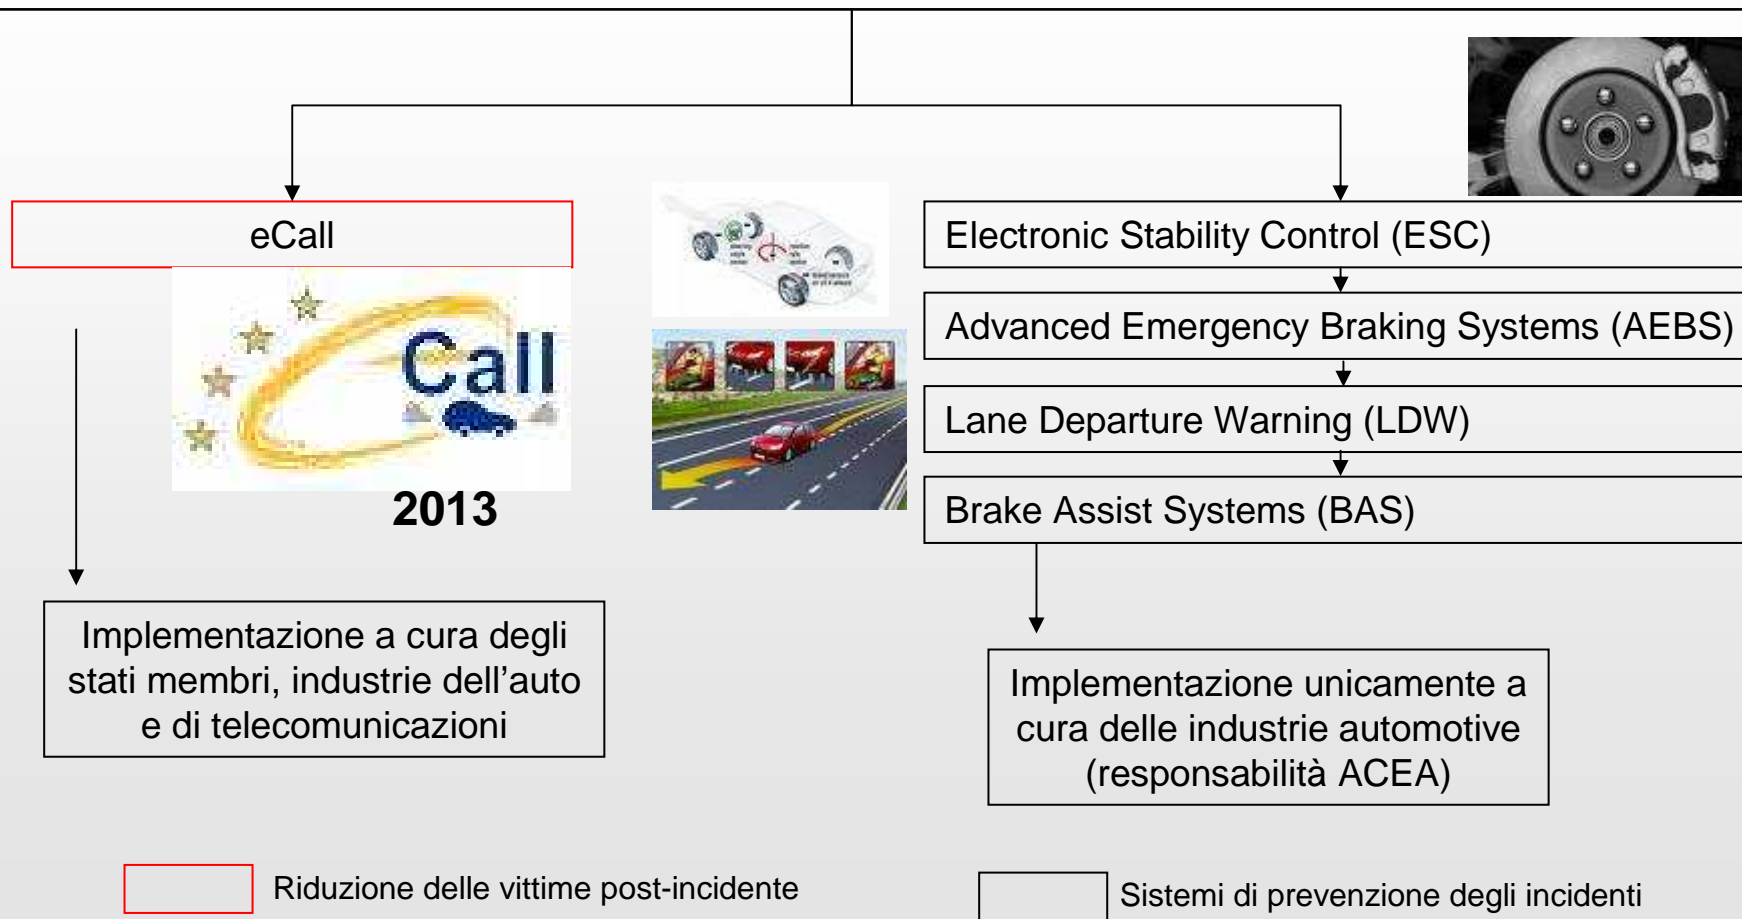 eCall
Call
2013
Electronic Stability Control (ESC)
Advanced Emergency Braking Systems (AEBS)
Lane Departure Warning (LDW)
Brake Assist Systems (BAS)
Implementazione a cura degli
stati membri, industrie dell’auto
e di telecomunicazioni
Implementazione unicamente a
cura delle industrie automotive
(responsabilità ACEA)
Riduzione delle vittime post-incidente
Sistemi di prevenzione degli incidenti